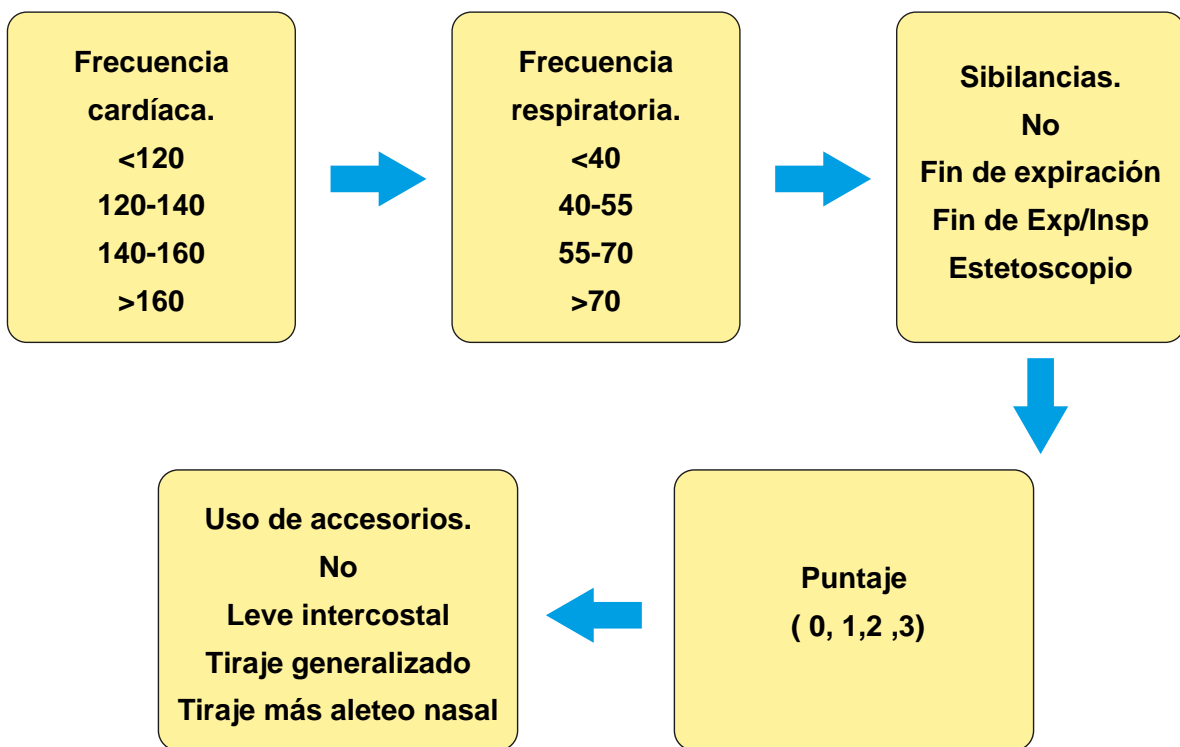 Frecuencia
cardíaca.
<120
120-140
140-160
>160
Frecuencia
respiratoria.
<40
40-55
55-70
>70
Sibilancias.
No
Fin de expiración
Fin de Exp/Insp
Estetoscopio
Puntaje
( 0, 1,2 ,3)
Uso de accesorios.
No
Leve intercostal
Tiraje generalizado
Tiraje más aleteo nasal